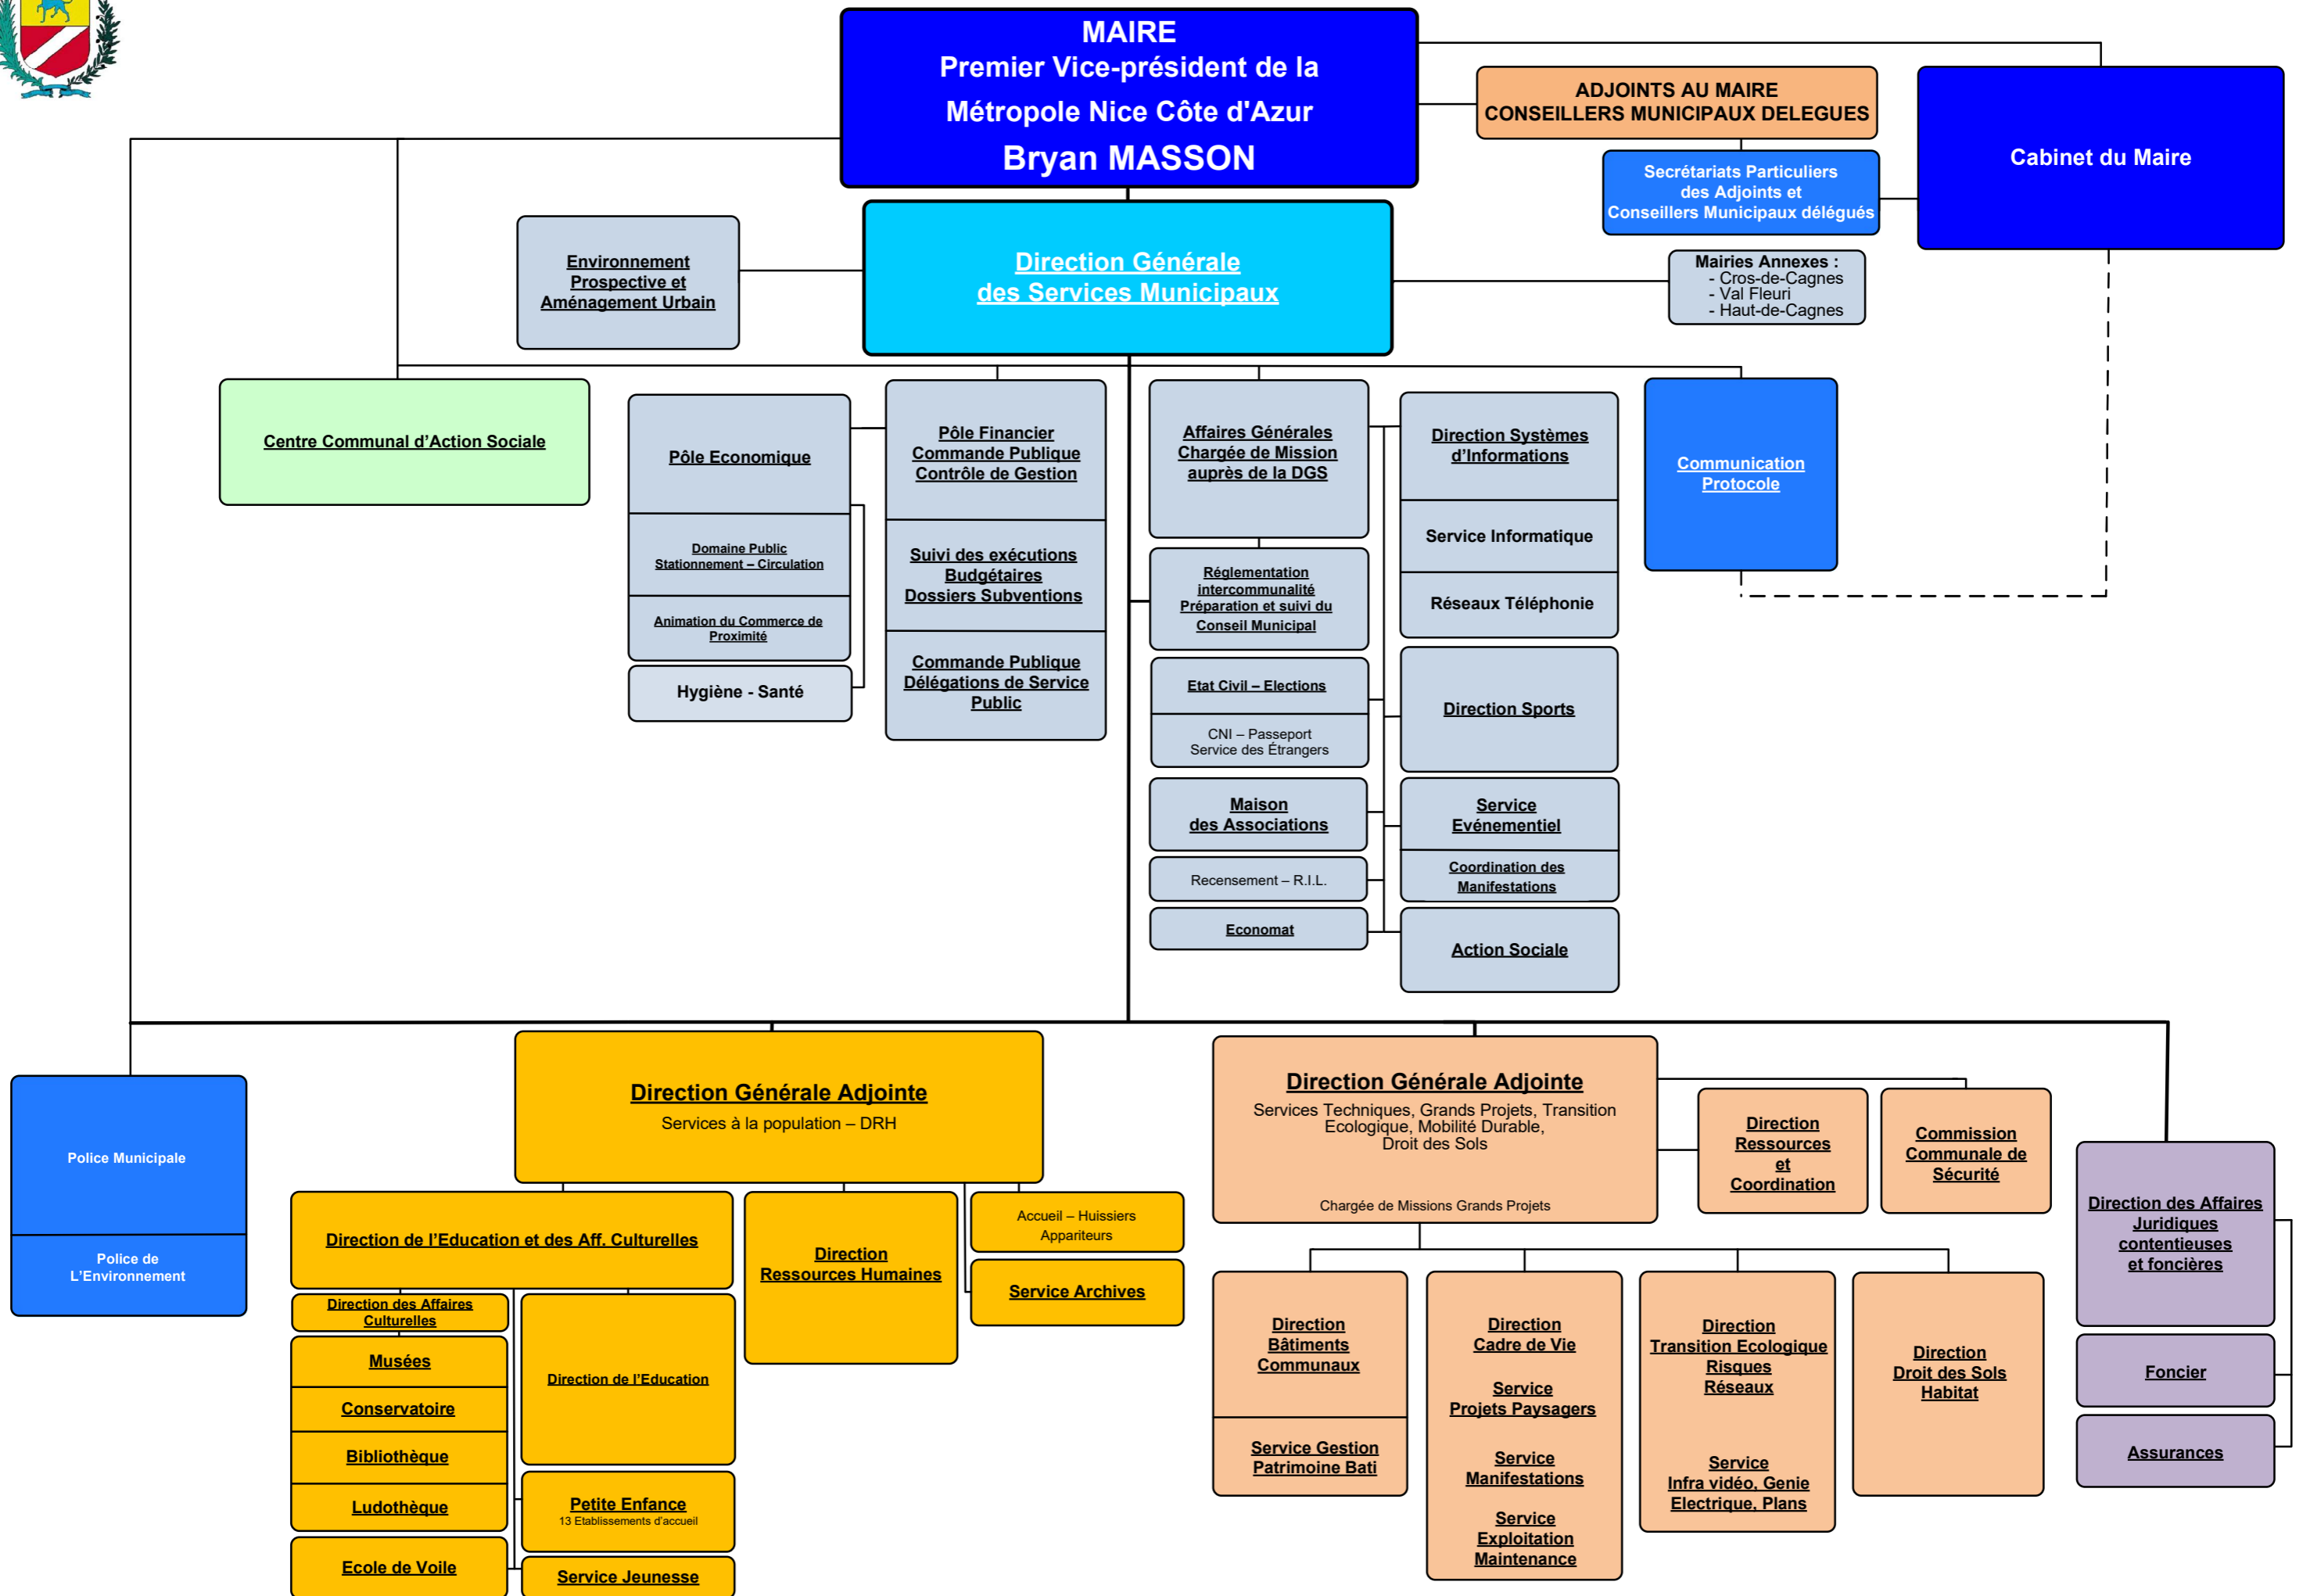 MAIRE
Premier Vice-président de la
Métropole Nice Côte d'Azur
Bryan MASSON
ADJOINTS AU MAIRE
CONSEILLERS MUNICIPAUX DELEGUES
Cabinet du Maire
Secrétariats Particuliers
des Adjoints et
Conseillers Municipaux délégués
Environnement
Prospective et
Aménagement Urbain
Direction Générale
des Services Municipaux
Mairies Annexes :
- Cros-de-Cagnes
- Val Fleuri
- Haut-de-Cagnes
Centre Communal d'Action Sociale
Pôle Economique
Domaine Public
Stationnement – Circulation
Animation du Commerce de
Proximité
Hygiène - Santé
Pôle Financier
Commande Publique
Contrôle de Gestion
Suivi des exécutions
Budgétaires
Dossiers Subventions
Commande Publique
Délégations de Service
Public
Affaires Générales
Chargée de Mission
auprès de la DGS
Réglementation
intercommunalité
Préparation et suivi du
Conseil Municipal
Etat Civil – Elections
CNI – Passeport
Service des Étrangers
Maison
des Associations
Recensement – R.I.L.
Economat
Direction Systèmes
d'Informations
Service Informatique
Réseaux Téléphonie
Direction Sports
Service
Evénementiel
Coordination des
Manifestations
Action Sociale
Communication
Protocole
Police Municipale
Police de
L'Environnement
Direction Générale Adjointe
Services à la population – DRH
Direction de l'Education et des Aff. Culturelles
Direction des Affaires
Culturelles
Musées
Conservatoire
Bibliothèque
Ludothèque
Ecole de Voile
Direction de l'Education
Petite Enfance
13 Etablissements d'accueil
Service Jeunesse
Direction
Ressources Humaines
Accueil – Huissiers
Appariteurs
Service Archives
Direction Générale Adjointe
Services Techniques, Grands Projets, Transition
Ecologique, Mobilité Durable,
Droit des Sols
Chargée de Missions Grands Projets
Direction
Ressources
et
Coordination
Commission
Communale de
Sécurité
Direction
Bâtiments
Communaux
Service Gestion
Patrimoine Bati
Direction
Cadre de Vie
Service
Projets Paysagers
Service
Manifestations
Service
Exploitation
Maintenance
Direction
Transition Ecologique
Risques
Réseaux
Service
Infra vidéo, Genie
Electrique, Plans
Direction
Droit des Sols
Habitat
Direction des Affaires
Juridiques
contentieuses
et foncières
Foncier
Assurances